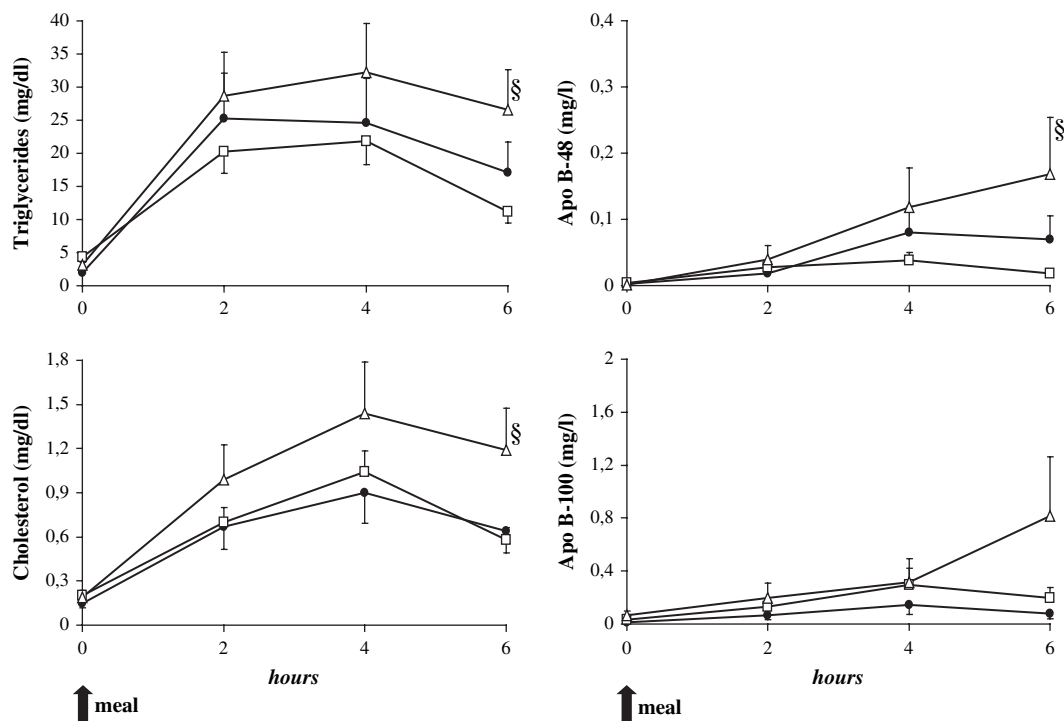 Triglycerides (mg/dl)
40
35
30
25
20
15
10
5
0
0 2 4 6
§
Apo B-48 (mg/l)
0,4
0,3
0,2
0,1
0
0 2 4 6
§
Cholesterol (mg/dl)
1,8
1,5
1,2
0,9
0,6
0,3
0
0 2 4 6
§
hours
meal
Apo B-100 (mg/l)
2
1,6
1,2
0,8
0,4
0
0 2 4 6
hours
meal